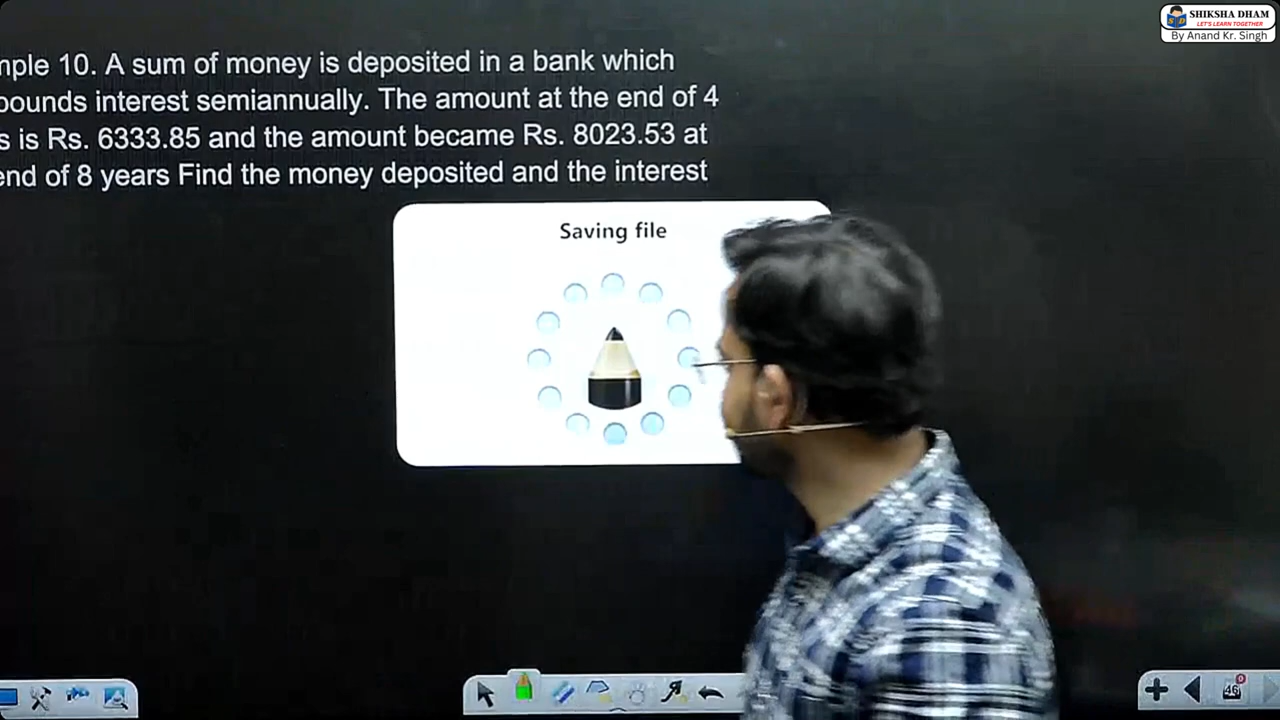 SHIKSHA DHAM
LET'S LEARN TOGETHER
By Anand Kr. Singh
mple 10. A sum of money is deposited in a bank which
pounds interest semiannually. The amount at the end of 4
s is Rs. 6333.85 and the amount became Rs. 8023.53 at
end of 8 years Find the money deposited and the interest
Saving file
46